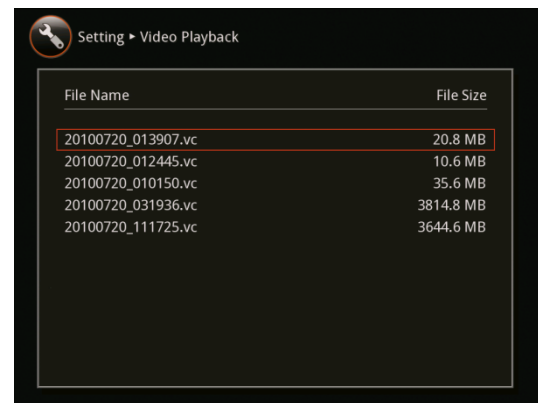 Setting ▸ Video Playback
File Name File Size
20100720_013907.vc 20.8 MB
20100720_012445.vc 10.6 MB
20100720_010150.vc 35.6 MB
20100720_031936.vc 3814.8 MB
20100720_111725.vc 3644.6 MB